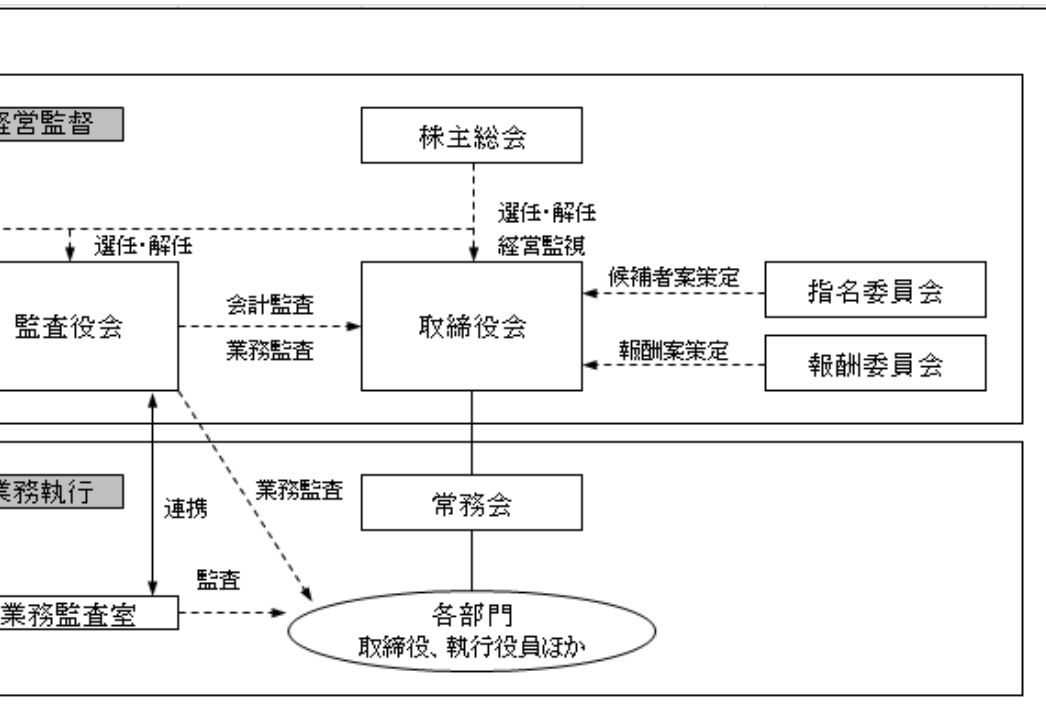 経営監督
株主総会
選任・解任
経営監視
選任・解任
監査役会
会計監査
業務監査
取締役会
候補者案策定
指名委員会
報酬案策定
報酬委員会
業務執行
連携
業務監査
常務会
監査
業務監査室
各部門
取締役、執行役員ほか